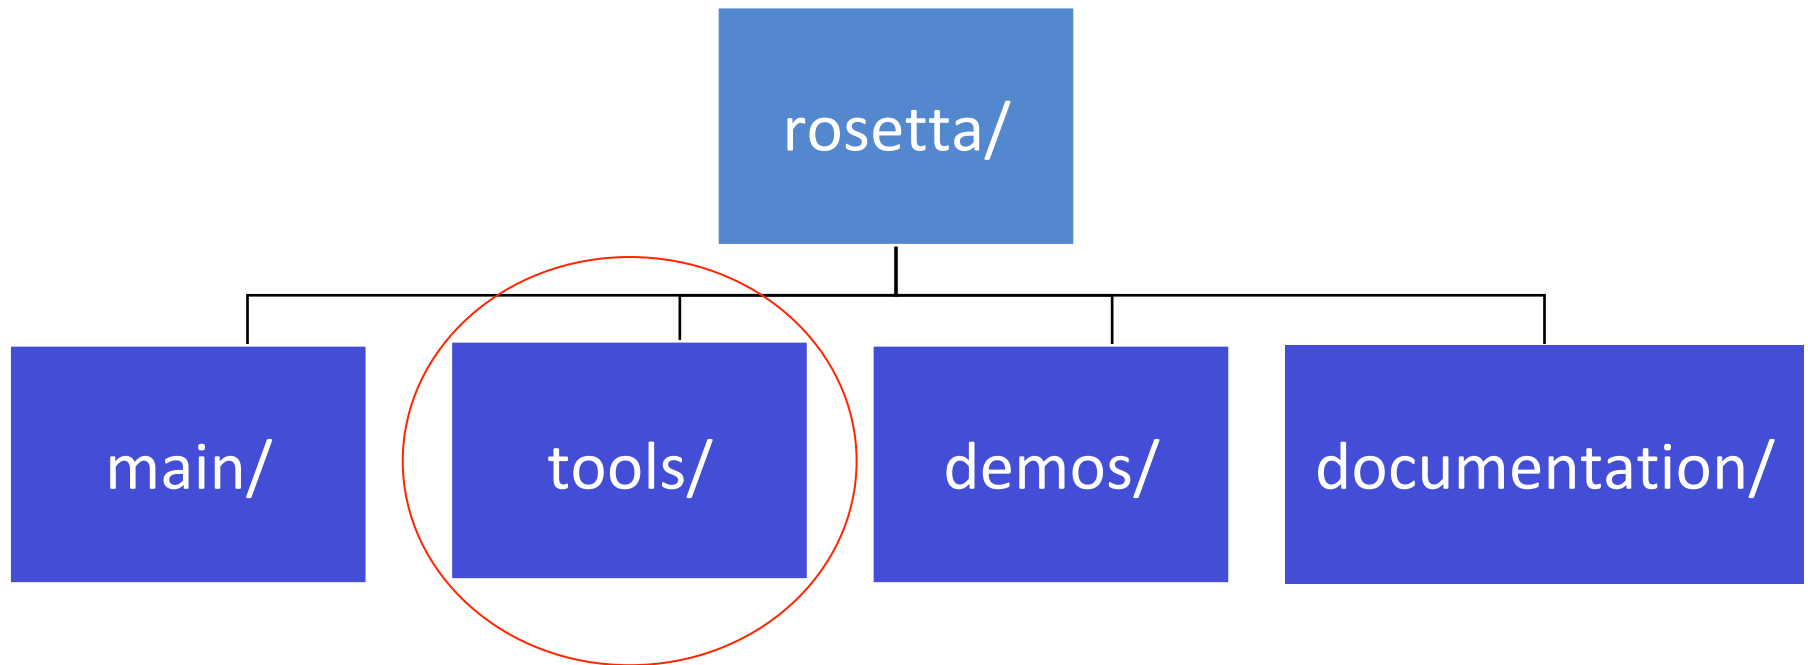 rosetta/
main/
tools/
demos/
documentation/